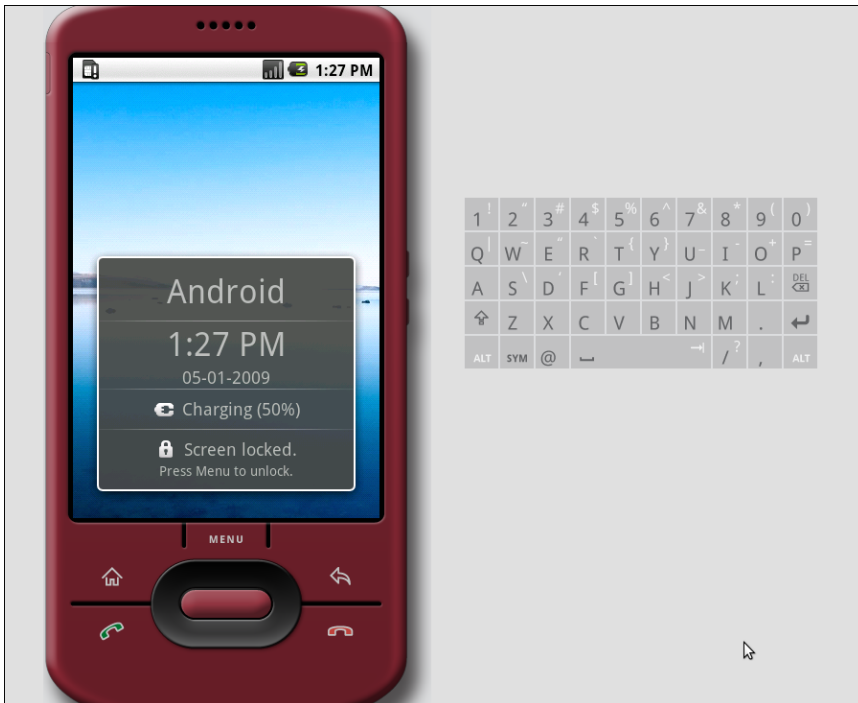 1:27 PM
Android
1:27 PM
05-01-2009
Charging (50%)
Screen locked.
Press Menu to unlock.
MENU
1 ! 2 " 3 # 4 $ 5 % 6 ^ 7 & 8 * 9 ( 0 )
Q | W ~ E " R ` T { Y } U _ I - O + P =
A S \ D ' F [ G ] H < J > K ; L : DEL
Z X C V B N M .
ALT SYM @ / ? , ALT